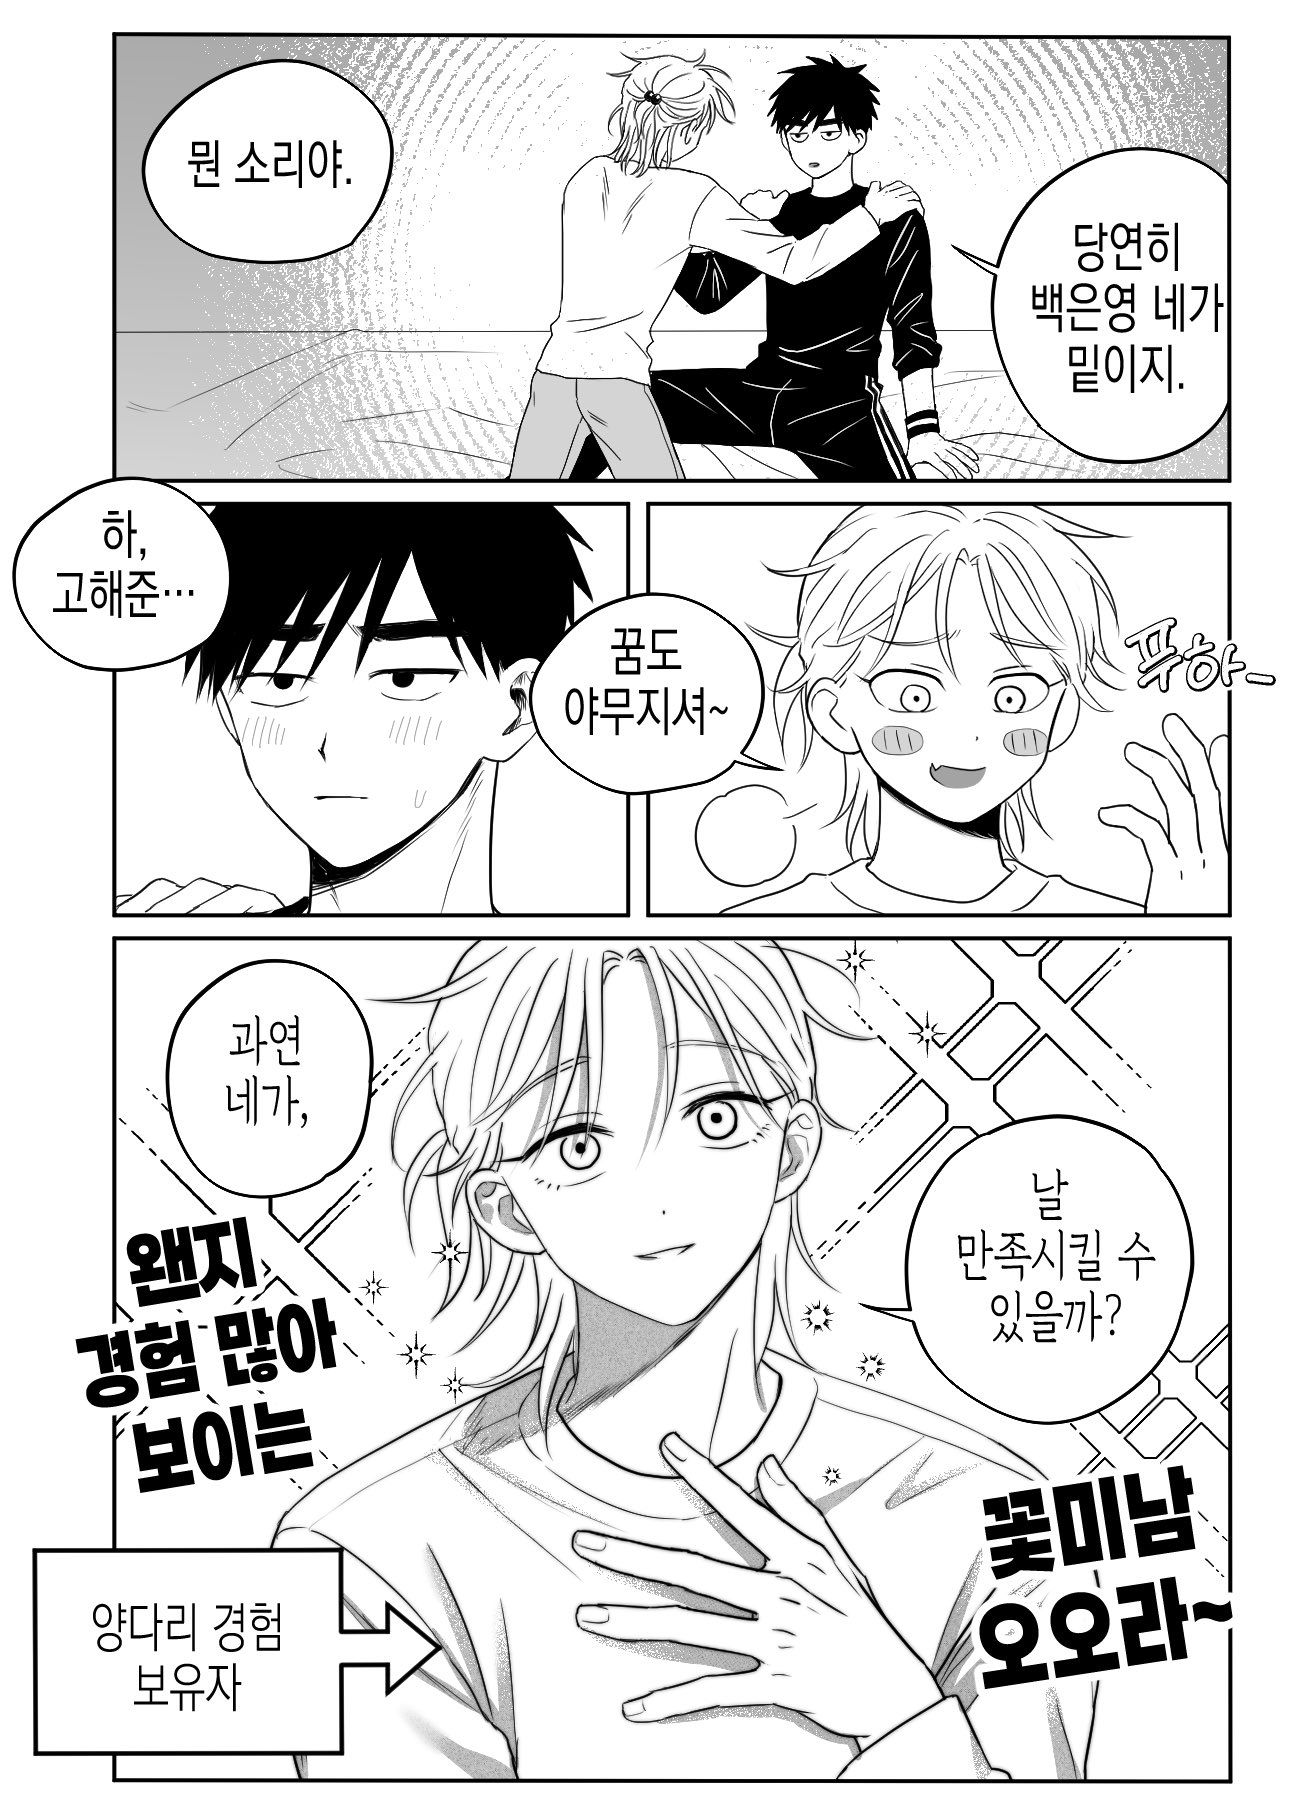 뭔 소리야.
당연히
백은영 네가
밑이지.
하,
고해준…
꿈도
야무지셔~
푸하~
과연
네가,
날
만족시킬 수
있을까?
왠지
경험 많아
보이는
꽃미남
오오라~
양다리 경험
보유자